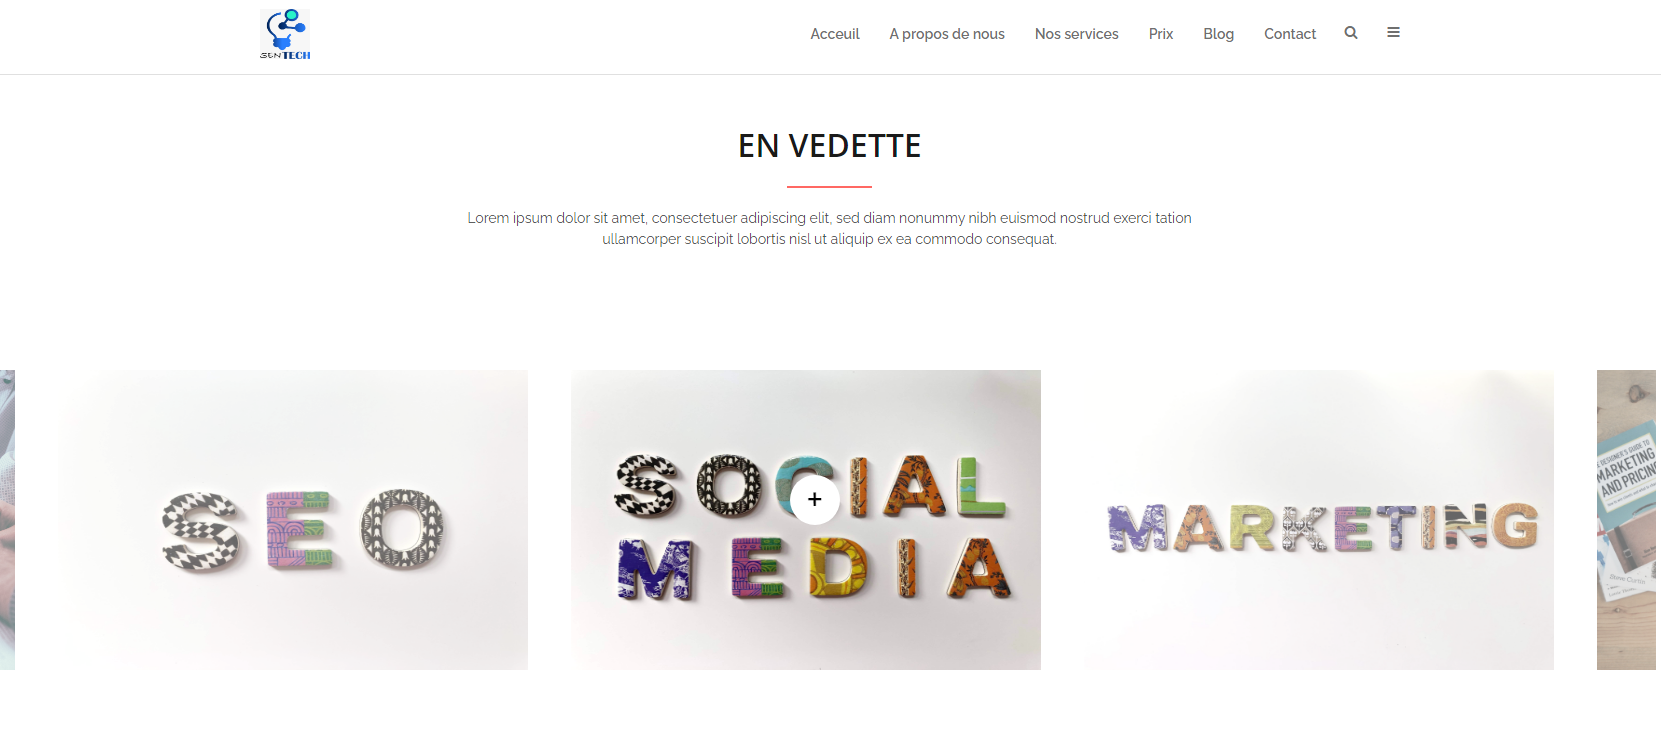 SENTECH
Acceuil A propos de nous Nos services Prix Blog Contact
EN VEDETTE
Lorem ipsum dolor sit amet, consectetuer adipiscing elit, sed diam nonummy nibh euismod nostrud exerci tation
ullamcorper suscipit lobortis nisl ut aliquip ex ea commodo consequat.
SEO
SOCIAL
MEDIA
+
MARKETING
DESIGNER'S GUIDE TO
MARKETING
AND PRICING